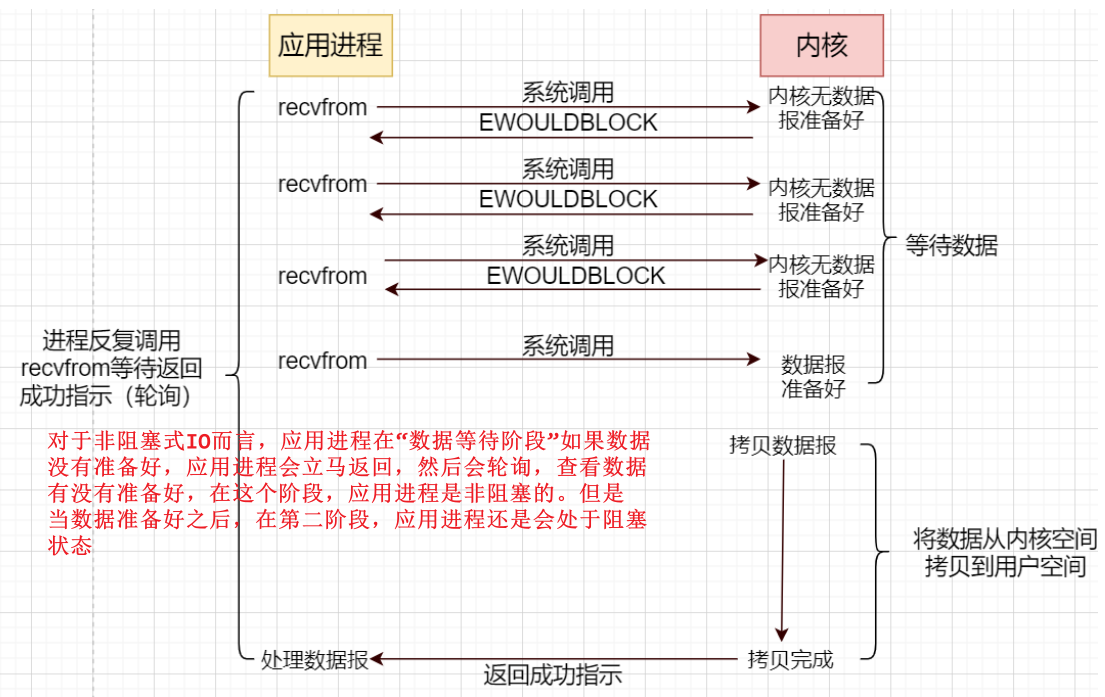 应用进程
内核
recvfrom
系统调用
EWOULDBLOCK
内核无数据
报准备好
recvfrom
系统调用
EWOULDBLOCK
内核无数据
报准备好
recvfrom
系统调用
EWOULDBLOCK
内核无数据
报准备好
等待数据
进程反复调用
recvfrom等待返回
成功指示（轮询）
recvfrom
系统调用
数据报
准备好
对于非阻塞式IO而言，应用进程在“数据等待阶段”如果数据
没有准备好，应用进程会立马返回，然后会轮询，查看数据
有没有准备好，在这个阶段，应用进程是非阻塞的。但是
当数据准备好之后，在第二阶段，应用进程还是会处于阻塞
状态
拷贝数据报
将数据从内核空间
拷贝到用户空间
处理数据报
返回成功指示
拷贝完成